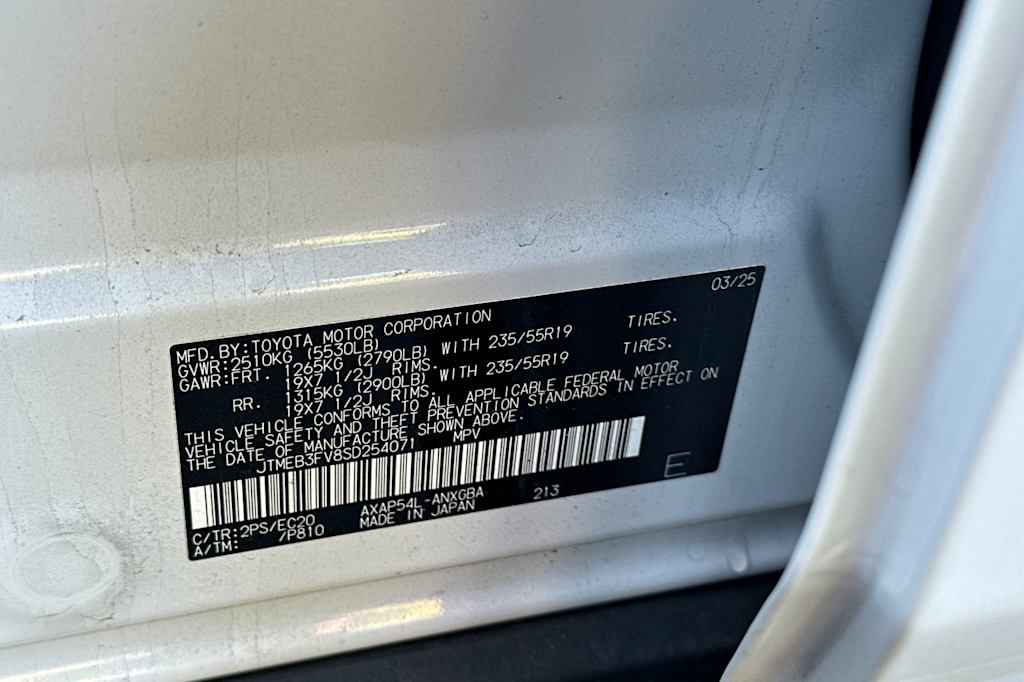 03/25
MFD. BY: TOYOTA MOTOR CORPORATION
GVWR: 2510KG (5530LB)
GAWR: FRT. 1265KG (2790LB) WITH 235/55R19 TIRES.
19X7 1/2J RIMS.
RR. 1315KG (2900LB) WITH 235/55R19 TIRES.
19X7 1/2J RIMS.
THIS VEHICLE CONFORMS TO ALL APPLICABLE FEDERAL MOTOR
VEHICLE SAFETY AND THEFT PREVENTION STANDARDS IN EFFECT ON
THE DATE OF MANUFACTURE SHOWN ABOVE.
JTMEB3FV8SD254071 MPV
E
C/TR: 2PS/EC20 AXAP54L-ANXGBA 213
A/TM: /P810 MADE IN JAPAN